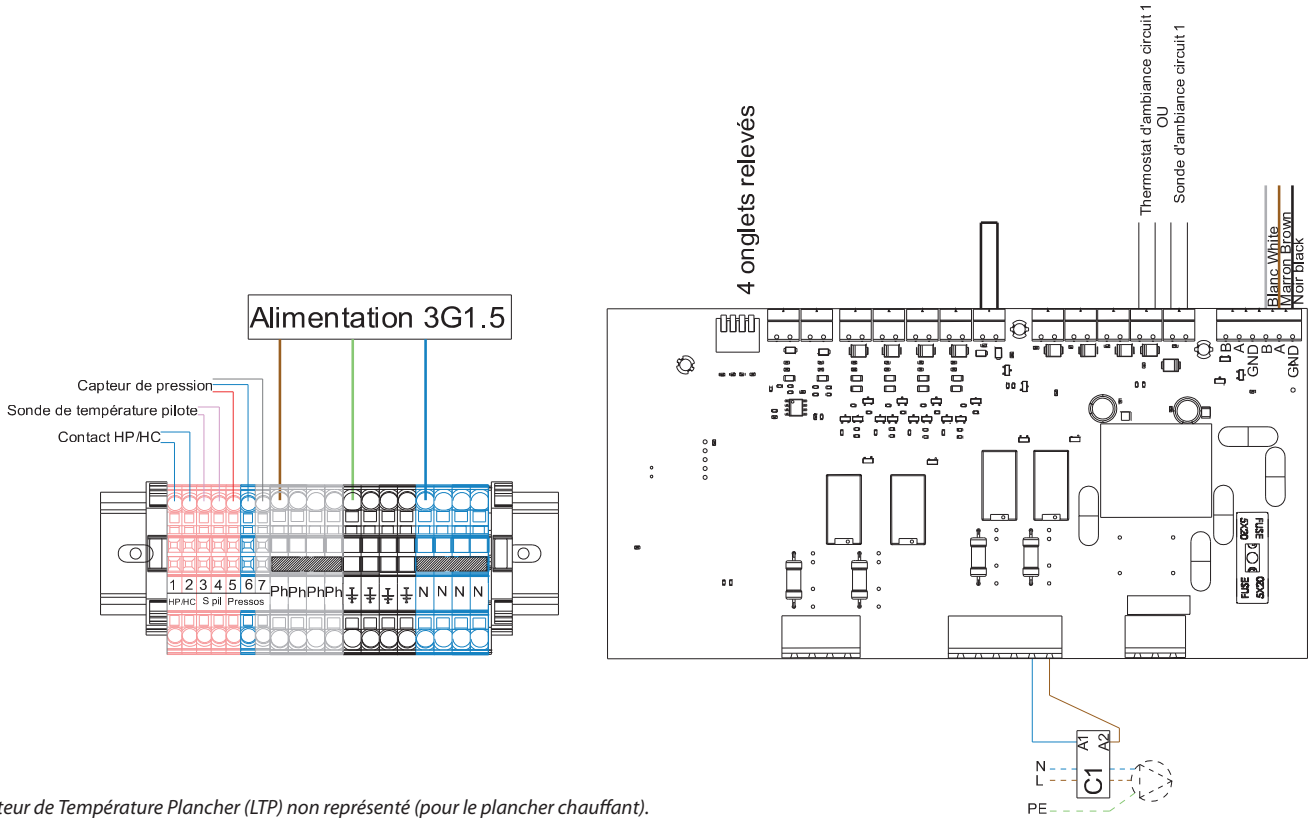 Thermostat d'ambiance circuit 1
OU
Sonde d'ambiance circuit 1
4 onglets relevés
Blanc White
Marron Brown
Noir black
Alimentation 3G1.5
Capteur de pression
Sonde de température pilote
Contact HP/HC
B
A
GND
B
A
GND
1 2 3 4 5 6 7 Ph Ph Ph Ph N N N N
HP/HC S pil Pressos
FUSE
5X20
FUSE
5X20
A1
A2
C1
N
L
PE
teur de Température Plancher (LTP) non représenté (pour le plancher chauffant).